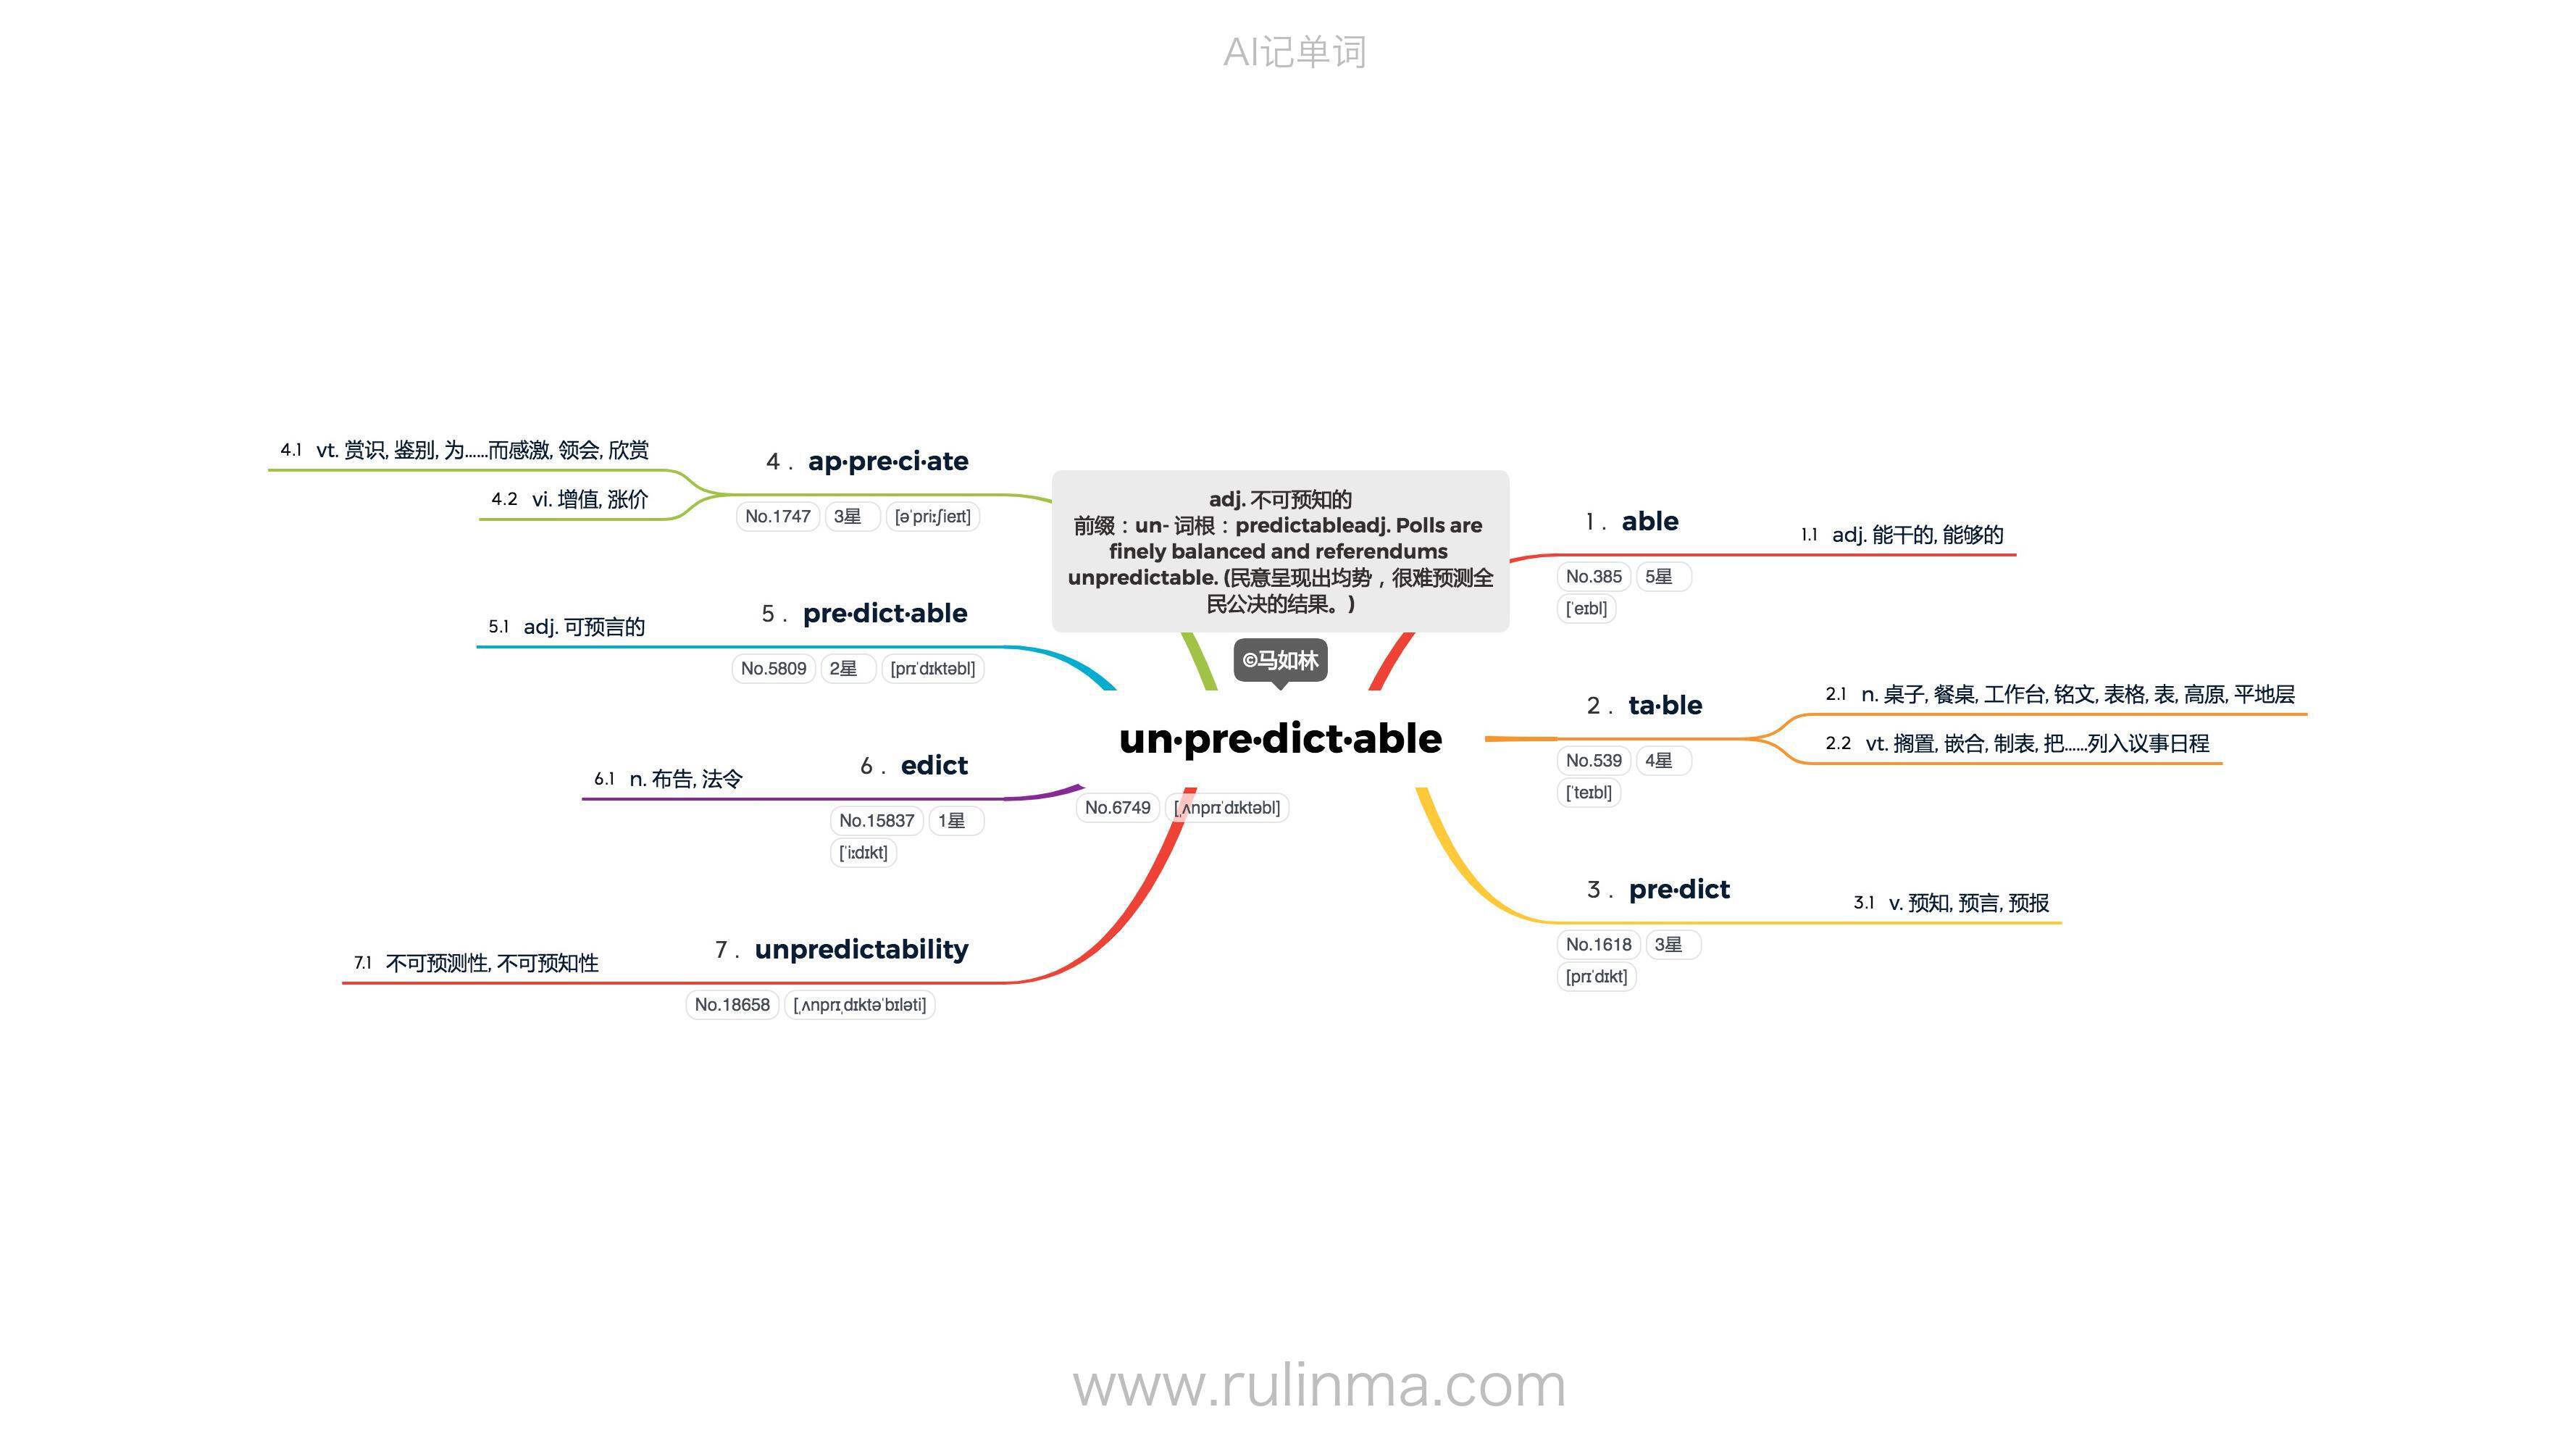 AI记单词
adj. 不可预知的
前缀：un- 词根：predictableadj. Polls are
finely balanced and referendums
unpredictable. (民意呈现出均势，很难预测全
民公决的结果。)
©马如林
un·pre·dict·able
No.6749 [ˌʌnprɪˈdɪktəbl]
1. able
No.385 5星
[ˈeɪbl]
1.1 adj. 能干的, 能够的
2. ta·ble
No.539 4星
[ˈteɪbl]
2.1 n. 桌子, 餐桌, 工作台, 铭文, 表格, 表, 高原, 平地层
2.2 vt. 搁置, 嵌合, 制表, 把……列入议事日程
3. pre·dict
No.1618 3星
[prɪˈdɪkt]
3.1 v. 预知, 预言, 预报
4. ap·pre·ci·ate
No.1747 3星 [əˈpriːʃieɪt]
4.1 vt. 赏识, 鉴别, 为……而感激, 领会, 欣赏
4.2 vi. 增值, 涨价
5. pre·dict·able
No.5809 2星 [prɪˈdɪktəbl]
5.1 adj. 可预言的
6. edict
No.15837 1星
[ˈiːdɪkt]
6.1 n. 布告, 法令
7. unpredictability
No.18658 [ˌʌnprɪˌdɪktəˈbɪləti]
7.1 不可预测性, 不可预知性
www.rulinma.com